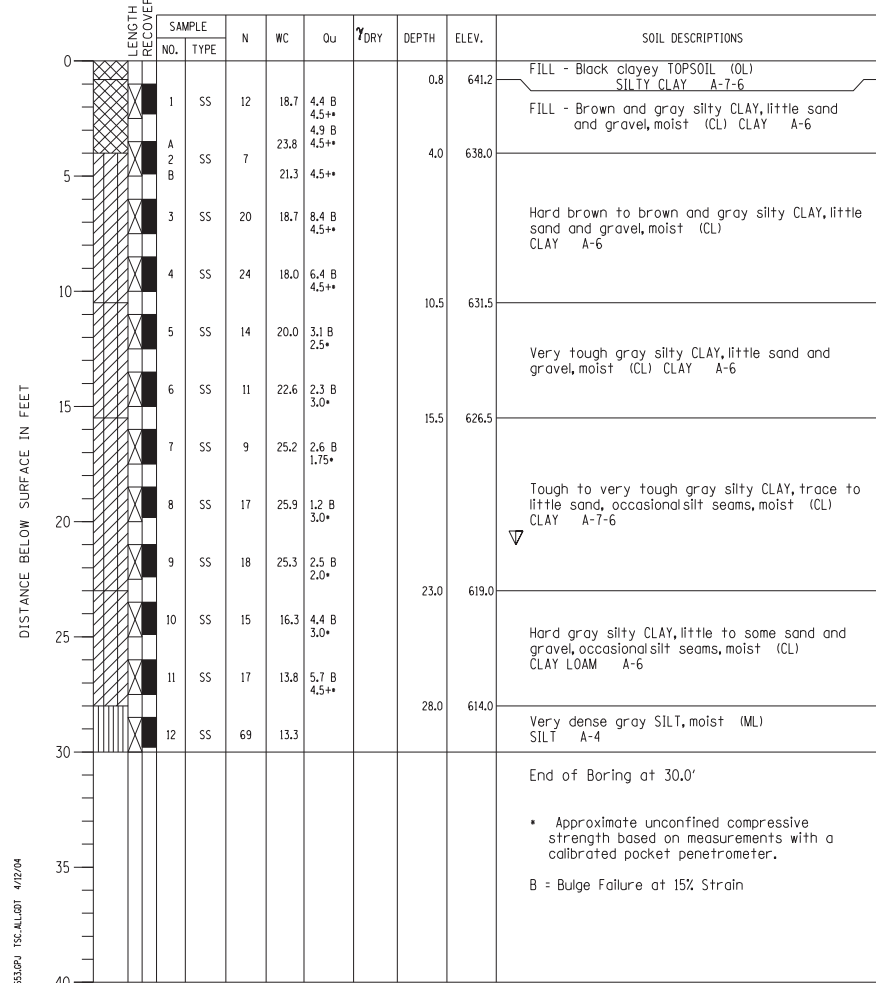 LENGTH
RECOVERY
SAMPLE
NO. TYPE N WC Qu γDRY DEPTH ELEV. SOIL DESCRIPTIONS
0
FILL - Black clayey TOPSOIL (OL)
0.8 641.2 SILTY CLAY A-7-6
1 SS 12 18.7 4.4 B
4.5+*
FILL - Brown and gray silty CLAY, little sand
and gravel, moist (CL) CLAY A-6
4.9 B
A 23.8 4.5+*
2 SS 7
4.0 638.0
B 21.3 4.5+*
5
3 SS 20 18.7 8.4 B
4.5+*
Hard brown to brown and gray silty CLAY, little
sand and gravel, moist (CL)
CLAY A-6
4 SS 24 18.0 6.4 B
4.5+*
10
10.5 631.5
5 SS 14 20.0 3.1 B
2.5*
Very tough gray silty CLAY, little sand and
gravel, moist (CL) CLAY A-6
6 SS 11 22.6 2.3 B
3.0*
15
15.5 626.5
7 SS 9 25.2 2.6 B
1.75*
8 SS 17 25.9 1.2 B
3.0*
Tough to very tough gray silty CLAY, trace to
little sand, occasional silt seams, moist (CL)
CLAY A-7-6
20
9 SS 18 25.3 2.5 B
2.0*
23.0 619.0
10 SS 15 16.3 4.4 B
3.0*
25
Hard gray silty CLAY, little to some sand and
gravel, occasional silt seams, moist (CL)
CLAY LOAM A-6
11 SS 17 13.8 5.7 B
4.5+*
28.0 614.0
12 SS 69 13.3
Very dense gray SILT, moist (ML)
SILT A-4
30
End of Boring at 30.0'
* Approximate unconfined compressive
strength based on measurements with a
calibrated pocket penetrometer.
35
B = Bulge Failure at 15% Strain
40
DISTANCE BELOW SURFACE IN FEET
TSC_ALL.GDT 4/12/04